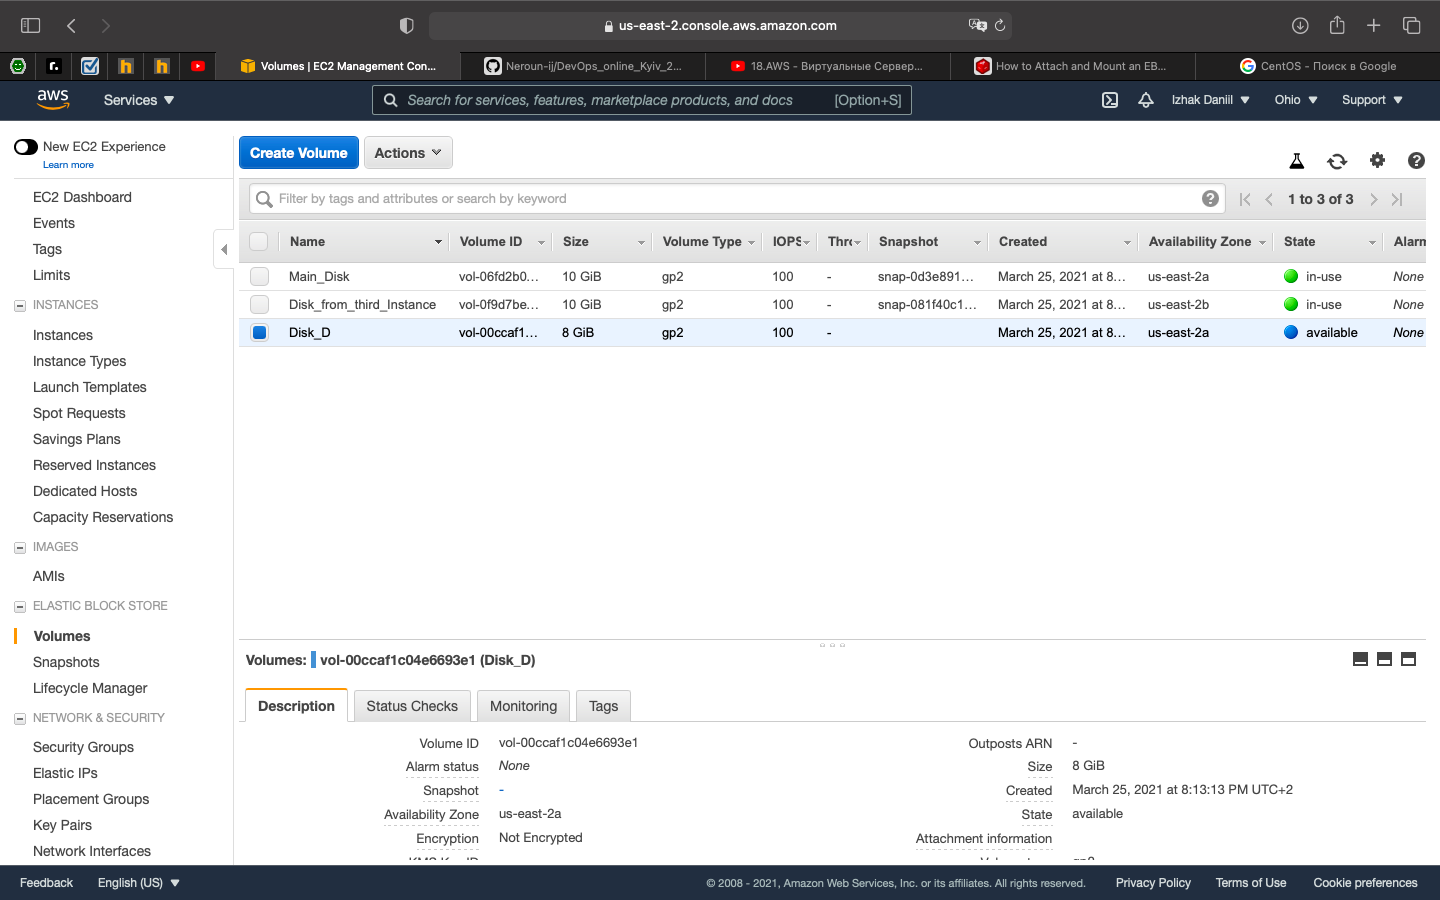 us-east-2.console.aws.amazon.com
Volumes | EC2 Management Con...
Neroun-ij/DevOps_online_Kyiv_2...
18.AWS - Виртуальные Сервер...
How to Attach and Mount an EB...
CentOS - Поиск в Google
aws
Services
Search for services, features, marketplace products, and docs
[Option+S]
Izhak Daniil
Ohio
Support
New EC2 Experience
Learn more
EC2 Dashboard
Events
Tags
Limits
INSTANCES
Instances
Instance Types
Launch Templates
Spot Requests
Savings Plans
Reserved Instances
Dedicated Hosts
Capacity Reservations
IMAGES
AMIs
ELASTIC BLOCK STORE
Volumes
Snapshots
Lifecycle Manager
NETWORK & SECURITY
Security Groups
Elastic IPs
Placement Groups
Key Pairs
Network Interfaces
Create Volume
Actions
Filter by tags and attributes or search by keyword
1 to 3 of 3
Name Volume ID Size Volume Type IOPS Thro Snapshot Created Availability Zone State Alarm
Main_Disk vol-06fd2b0... 10 GiB gp2 100 - snap-0d3e891... March 25, 2021 at 8... us-east-2a in-use None
Disk_from_third_Instance vol-0f9d7be... 10 GiB gp2 100 - snap-081f40c1... March 25, 2021 at 8... us-east-2b in-use None
Disk_D vol-00ccaf1... 8 GiB gp2 100 - March 25, 2021 at 8... us-east-2a available None
Volumes: vol-00ccaf1c04e6693e1 (Disk_D)
Description
Status Checks
Monitoring
Tags
Volume ID vol-00ccaf1c04e6693e1
Alarm status None
Snapshot -
Availability Zone us-east-2a
Encryption Not Encrypted
Outposts ARN -
Size 8 GiB
Created March 25, 2021 at 8:13:13 PM UTC+2
State available
Attachment information
Feedback
English (US)
© 2008 - 2021, Amazon Web Services, Inc. or its affiliates. All rights reserved.
Privacy Policy
Terms of Use
Cookie preferences